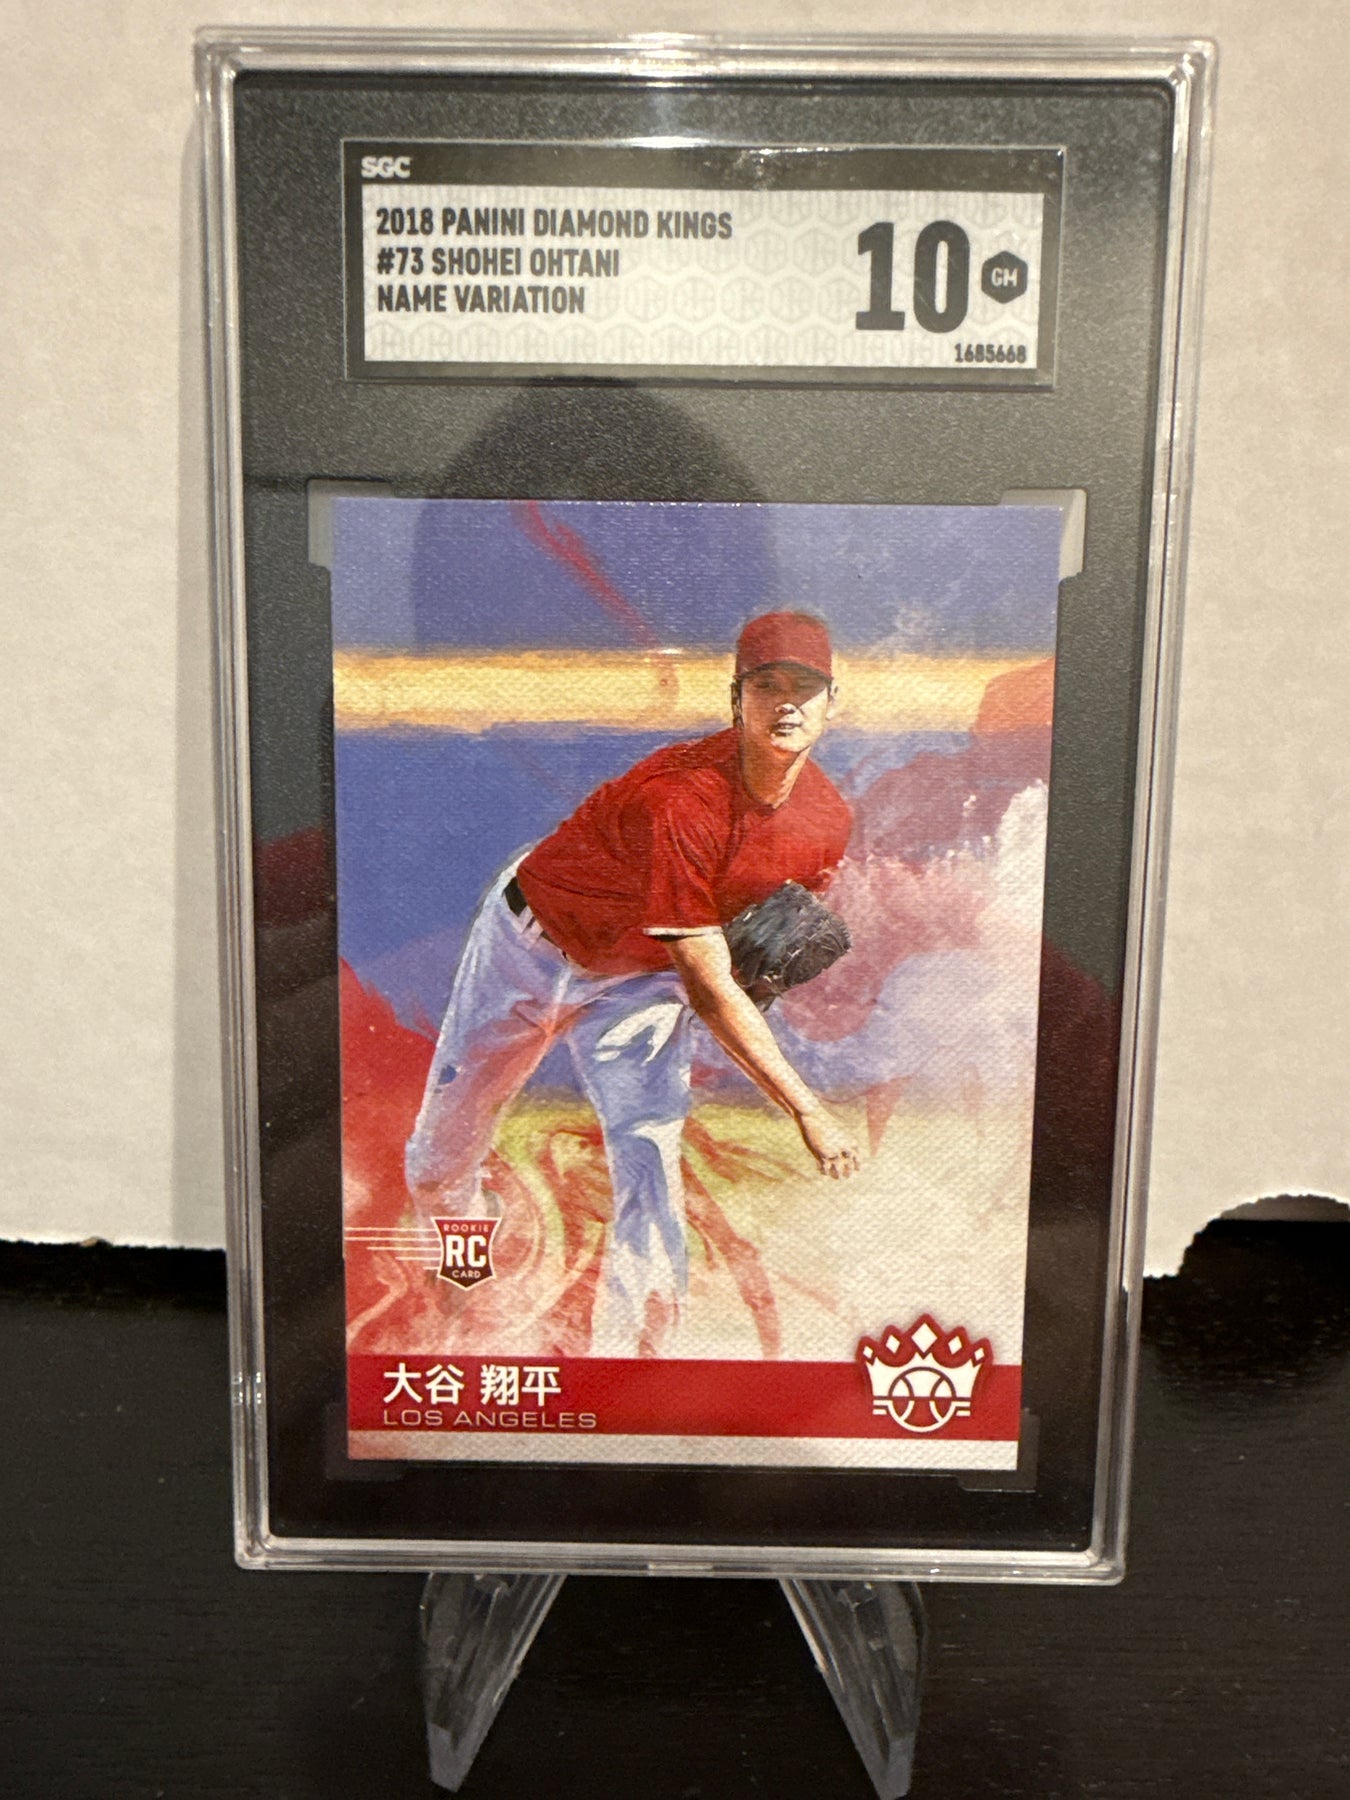 SGC
2018 PANINI DIAMOND KINGS
#73 SHOHEI OHTANI
NAME VARIATION
10
GM
1685668
ROOKIE
RC
CARD
大谷 翔平
LOS ANGELES